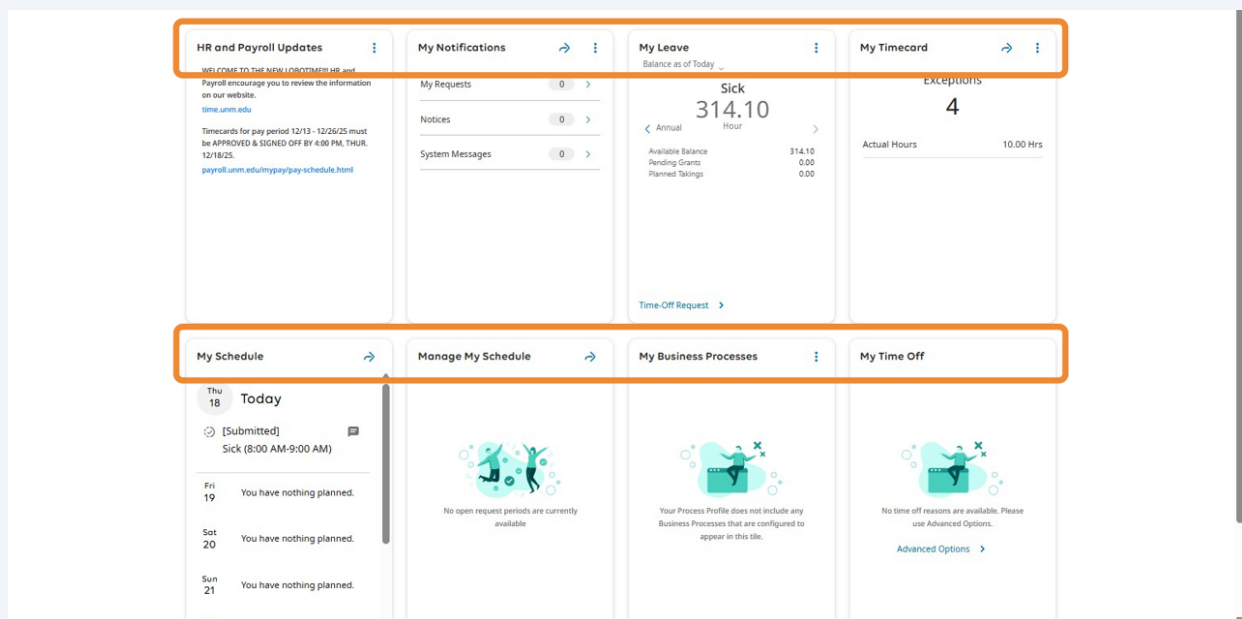 HR and Payroll Updates
WELCOME TO THE NEW LOBOTIME!!! HR and
Payroll encourage you to review the information
on our website.
time.unm.edu
Timecards for pay period 12/13 - 12/26/25 must
be APPROVED & SIGNED OFF BY 4:00 PM, THUR.
12/18/25.
payroll.unm.edu/mypay/pay-schedule.html
My Notifications
My Requests 0
Notices 0
System Messages 0
My Leave
Balance as of Today
Sick
314.10
Hour
Annual
Available Balance 314.10
Pending Grants 0.00
Planned Takings 0.00
Time-Off Request
My Timecard
Exceptions
4
Actual Hours 10.00 Hrs
My Schedule
Thu
18 Today
[Submitted]
Sick (8:00 AM-9:00 AM)
Fri
19 You have nothing planned.
Sat
20 You have nothing planned.
Sun
21 You have nothing planned.
Manage My Schedule
No open request periods are currently
available
My Business Processes
Your Process Profile does not include any
Business Processes that are configured to
appear in this tile.
My Time Off
No time off reasons are available. Please
use Advanced Options.
Advanced Options